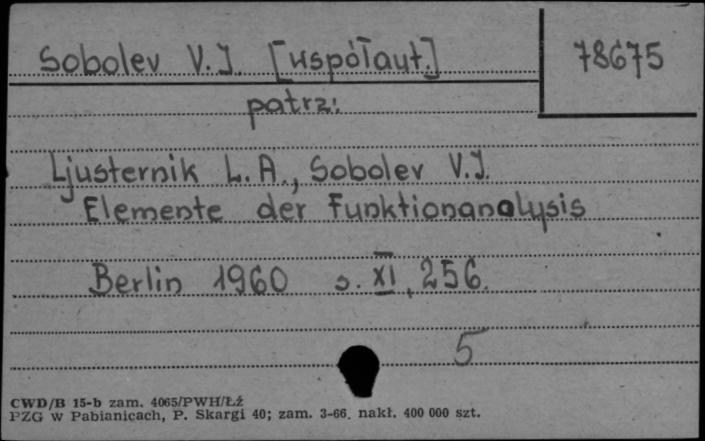 Sobolev V.J. [współaut.]
78675
patrz:
Ljusternik L.A., Sobolev V.J.
Elemente der Funktionanalysis
Berlin 1960 s. XI, 256.
5
CWD/B 15-b zam. 4065/PWH/Łź
PZG w Pabianicach, P. Skargi 40; zam. 3-66. nakł. 400 000 szt.